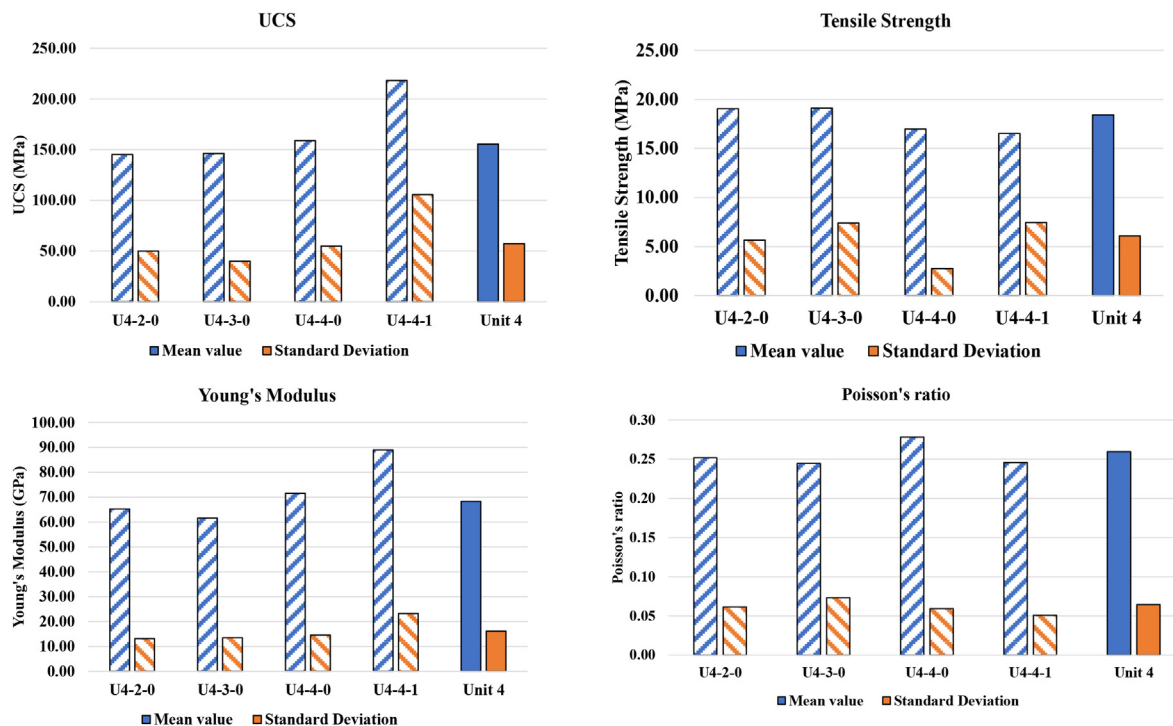 UCS
UCS (MPa)
250.00
200.00
150.00
100.00
50.00
0.00
U4-2-0 U4-3-0 U4-4-0 U4-4-1 Unit 4
Mean value Standard Deviation
Tensile Strength
Tensile Strength (MPa)
25.00
20.00
15.00
10.00
5.00
0.00
U4-2-0 U4-3-0 U4-4-0 U4-4-1 Unit 4
Mean value Standard Deviation
Young's Modulus
Young's Modulus (GPa)
100.00
90.00
80.00
70.00
60.00
50.00
40.00
30.00
20.00
10.00
0.00
U4-2-0 U4-3-0 U4-4-0 U4-4-1 Unit 4
Mean value Standard Deviation
Poisson's ratio
Poisson's ratio
0.30
0.25
0.20
0.15
0.10
0.05
0.00
U4-2-0 U4-3-0 U4-4-0 U4-4-1 Unit 4
Mean value Standard Deviation